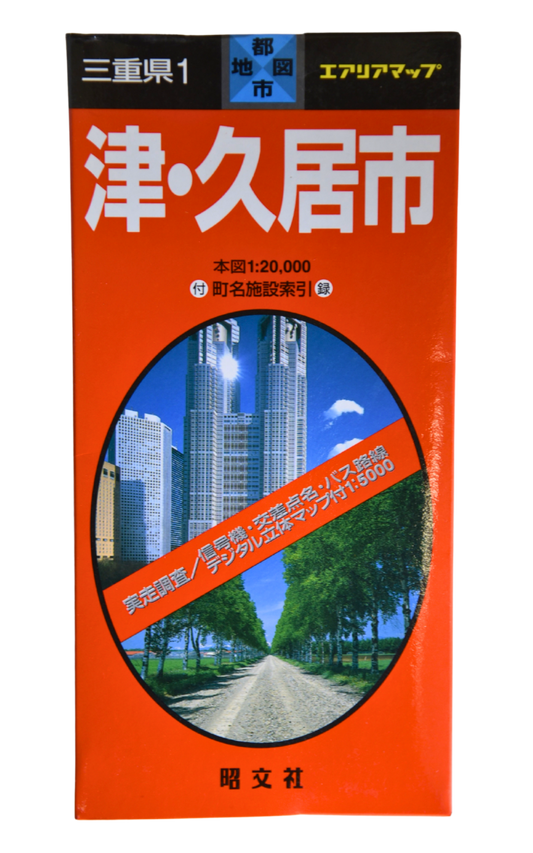 三重県1
都
地図
市
エアリアマップ
津・久居市
本図1:20,000
付 町名施設索引 録
実走調査/信号機・交差点名・バス路線
デジタル立体マップ付1:5000
昭文社